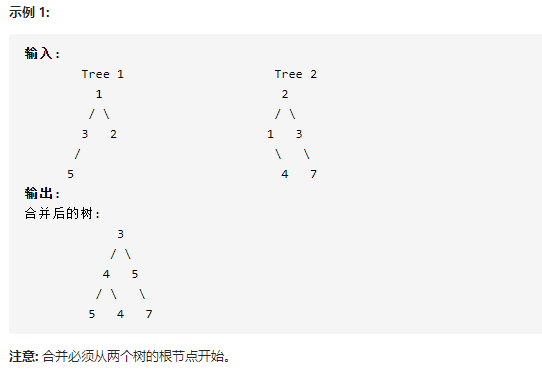 示例 1:
输入:
        Tree 1                     Tree 2
          1                         2
         / \                       / \
        3   2                     1   3
       /                           \   \
      5                             4   7
输出:
合并后的树:
             3
            / \
           4   5
          / \   \
         5   4   7
注意: 合并必须从两个树的根节点开始。